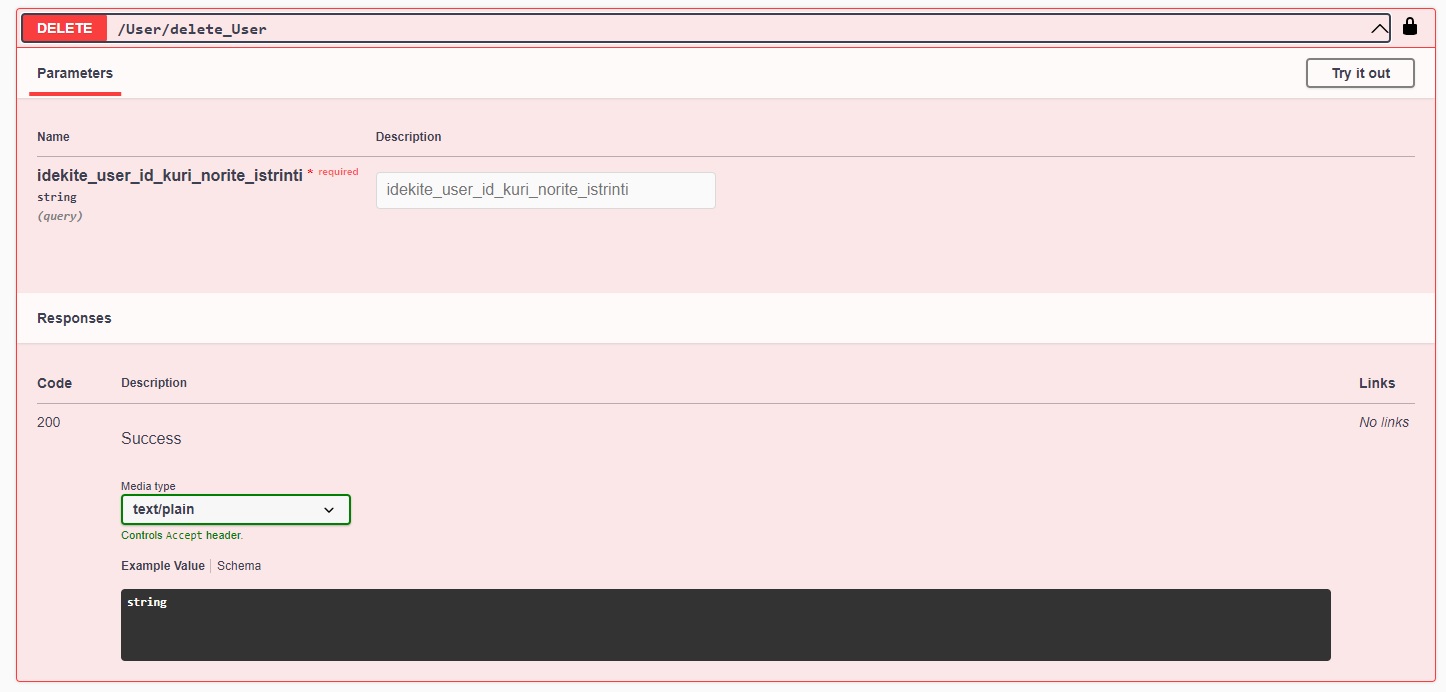 DELETE /User/delete_User
Parameters
Try it out
Name Description
idekite_user_id_kuri_norite_istrinti * required
string
(query)
idekite_user_id_kuri_norite_istrinti
Responses
Code Description Links
200
Success
No links
Media type
text/plain
Controls Accept header.
Example Value Schema
string